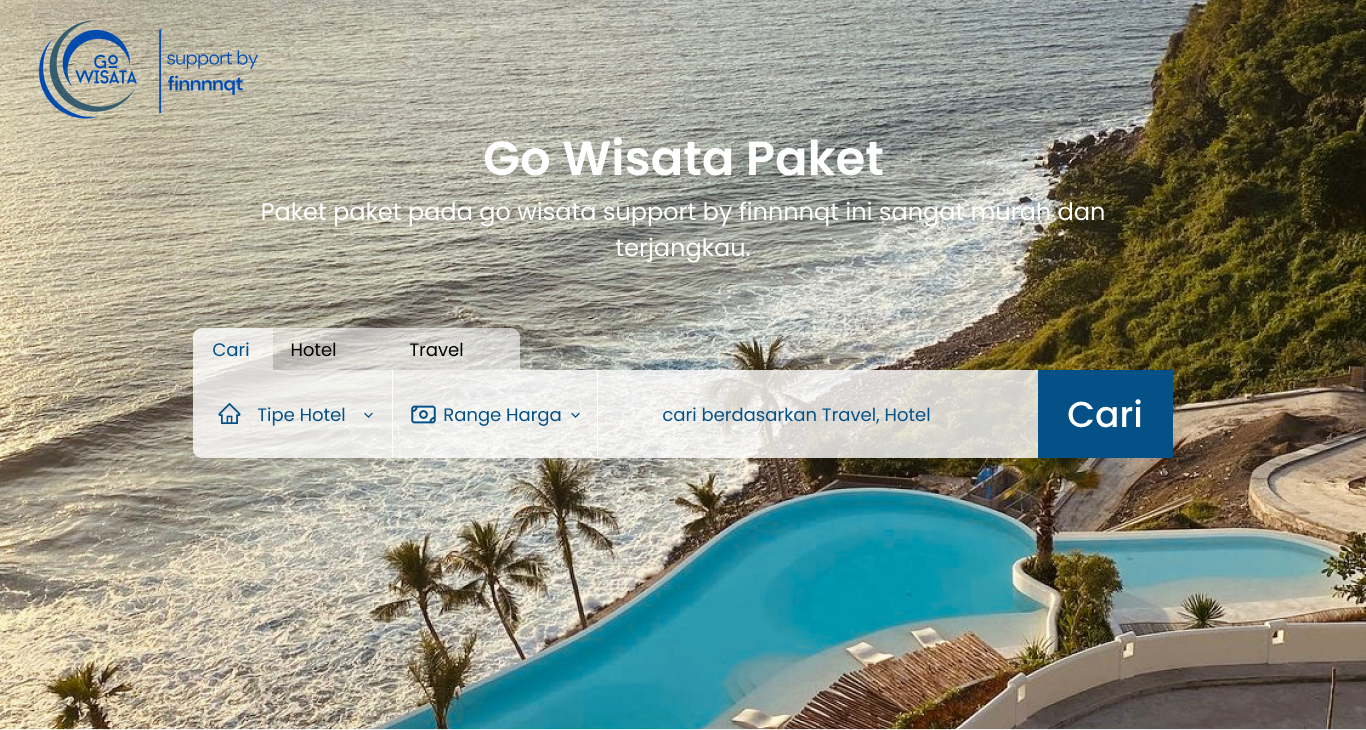 GO
WISATA
support by
finnnnqt
Go Wisata Paket
Paket paket pada go wisata support by finnnnqt ini sangat murah dan
terjangkau.
Cari Hotel Travel
Tipe Hotel Range Harga cari berdasarkan Travel, Hotel Cari